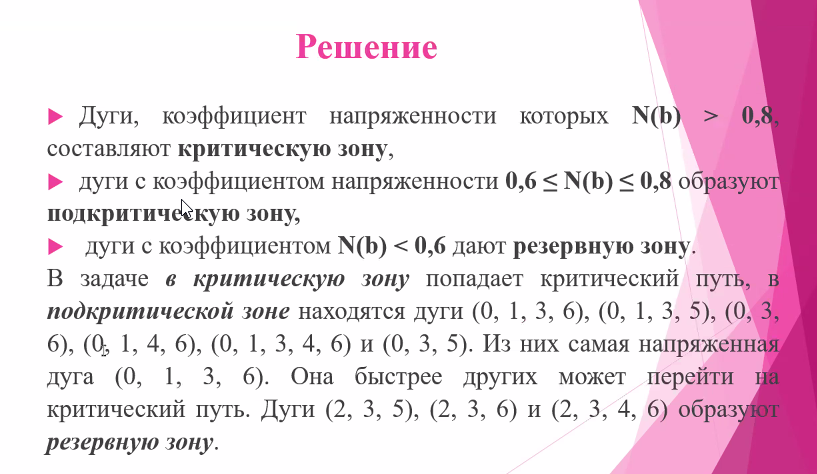 Решение
Дуги, коэффициент напряженности которых N(b) > 0,8,
составляют критическую зону,
дуги с коэффициентом напряженности 0,6 ≤ N(b) ≤ 0,8 образуют
подкритическую зону,
дуги с коэффициентом N(b) < 0,6 дают резервную зону.
В задаче в критическую зону попадает критический путь, в
подкритической зоне находятся дуги (0, 1, 3, 6), (0, 1, 3, 5), (0, 3,
6), (0, 1, 4, 6), (0, 1, 3, 4, 6) и (0, 3, 5). Из них самая напряженная
дуга (0, 1, 3, 6). Она быстрее других может перейти на
критический путь. Дуги (2, 3, 5), (2, 3, 6) и (2, 3, 4, 6) образуют
резервную зону.